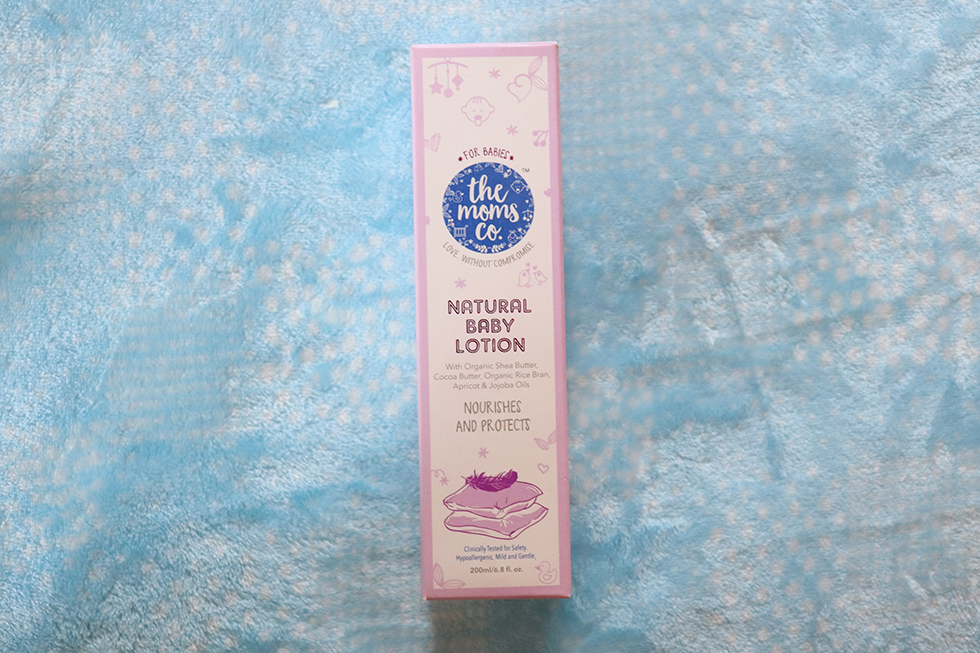 • FOR BABIES •
the
moms
co.
™
LOVE. WITHOUT COMPROMISE.
NATURAL
BABY
LOTION
With Organic Shea Butter,
Cocoa Butter, Organic Rice Bran,
Apricot & Jojoba Oils
NOURISHES
AND PROTECTS
Clinically Tested for Safety.
Hypoallergenic. Mild and Gentle.
200ml/6.8 fl. oz.